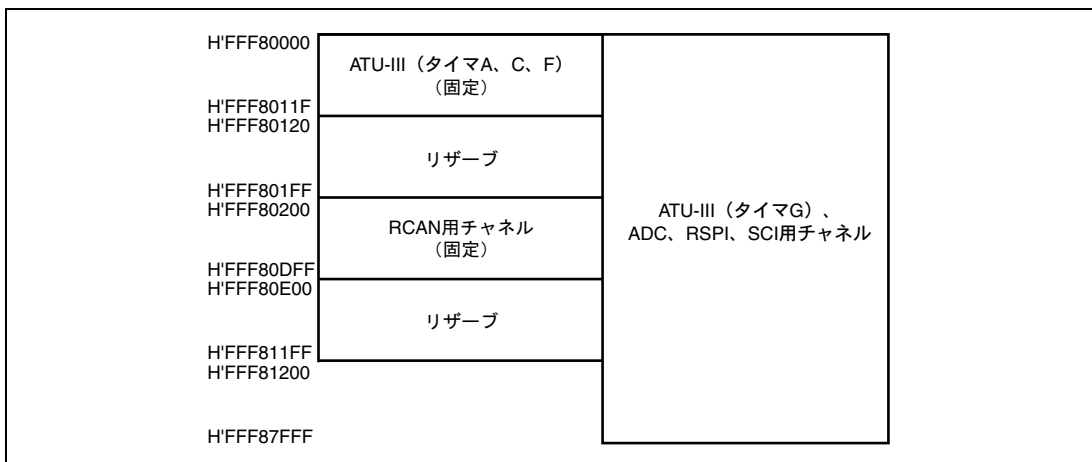 H'FFF80000
ATU-III（タイマA、C、F）
（固定）
H'FFF8011F
H'FFF80120
リザーブ
H'FFF801FF
H'FFF80200
RCAN用チャネル
（固定）
ATU-III（タイマG）、
ADC、RSPI、SCI用チャネル
H'FFF80DFF
H'FFF80E00
リザーブ
H'FFF811FF
H'FFF81200
H'FFF87FFF